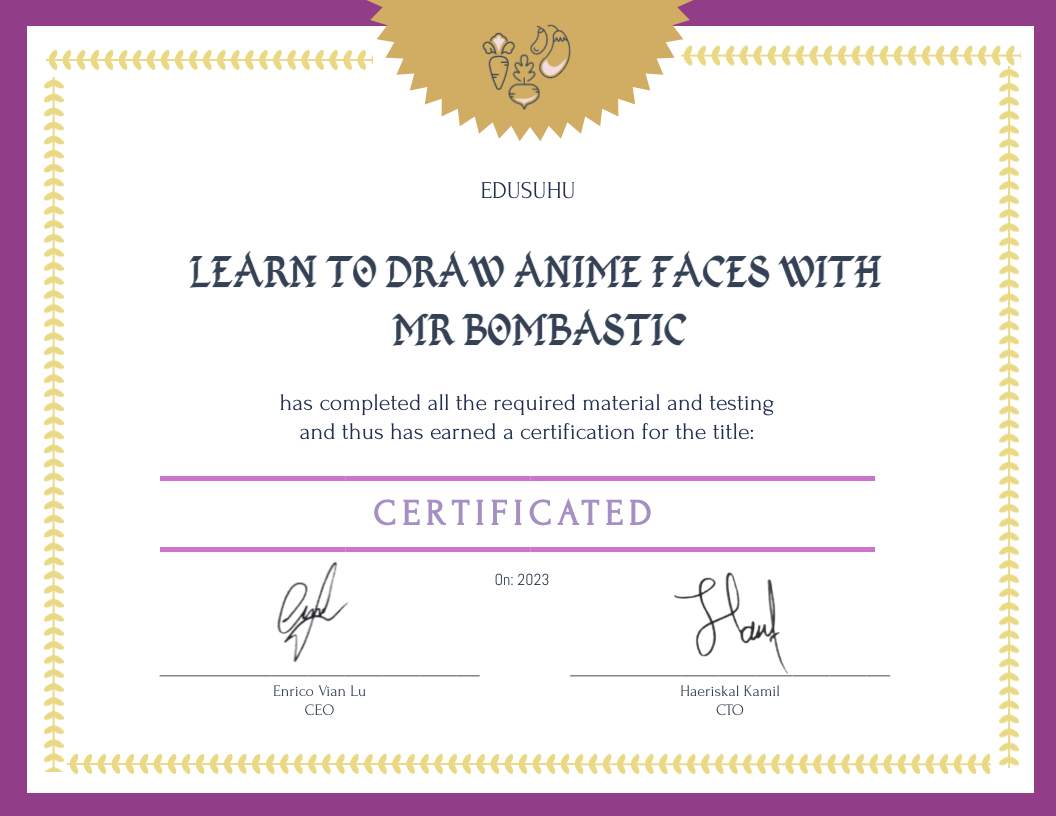 EDUSUHU
LEARN TO DRAW ANIME FACES WITH
MR BOMBASTIC
has completed all the required material and testing
and thus has earned a certification for the title:
CERTIFICATED
On: 2023
Enrico Vian Lu
CEO
Haeriskal Kamil
CTO